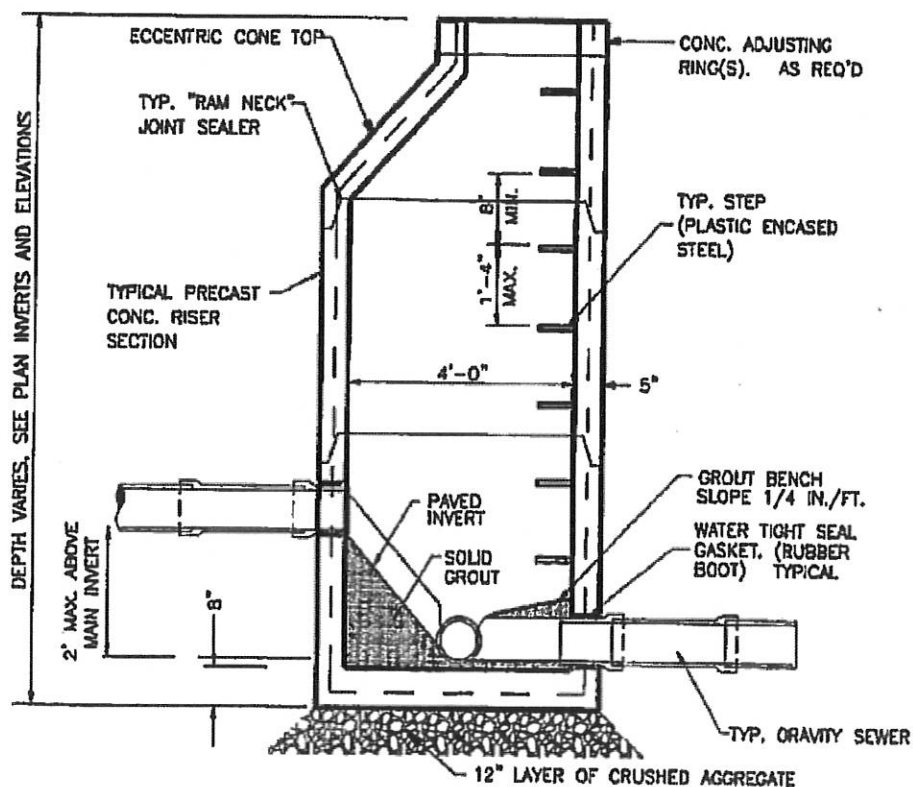 ECCENTRIC CONE TOP
CONC. ADJUSTING
RING(S). AS REQ'D
TYP. "RAM NECK"
JOINT SEALER
8"
MIN.
1'-4"
MAX.
TYP. STEP
(PLASTIC ENCASED
STEEL)
TYPICAL PRECAST
CONC. RISER
SECTION
DEPTH VARIES, SEE PLAN INVERTS AND ELEVATIONS
4'-0"
5"
PAVED
INVERT
SOLID
GROUT
GROUT BENCH
SLOPE 1/4 IN./FT.
WATER TIGHT SEAL
GASKET. (RUBBER
BOOT) TYPICAL
2" MAX. ABOVE
MAIN INVERT
8"
TYP. GRAVITY SEWER
12" LAYER OF CRUSHED AGGREGATE